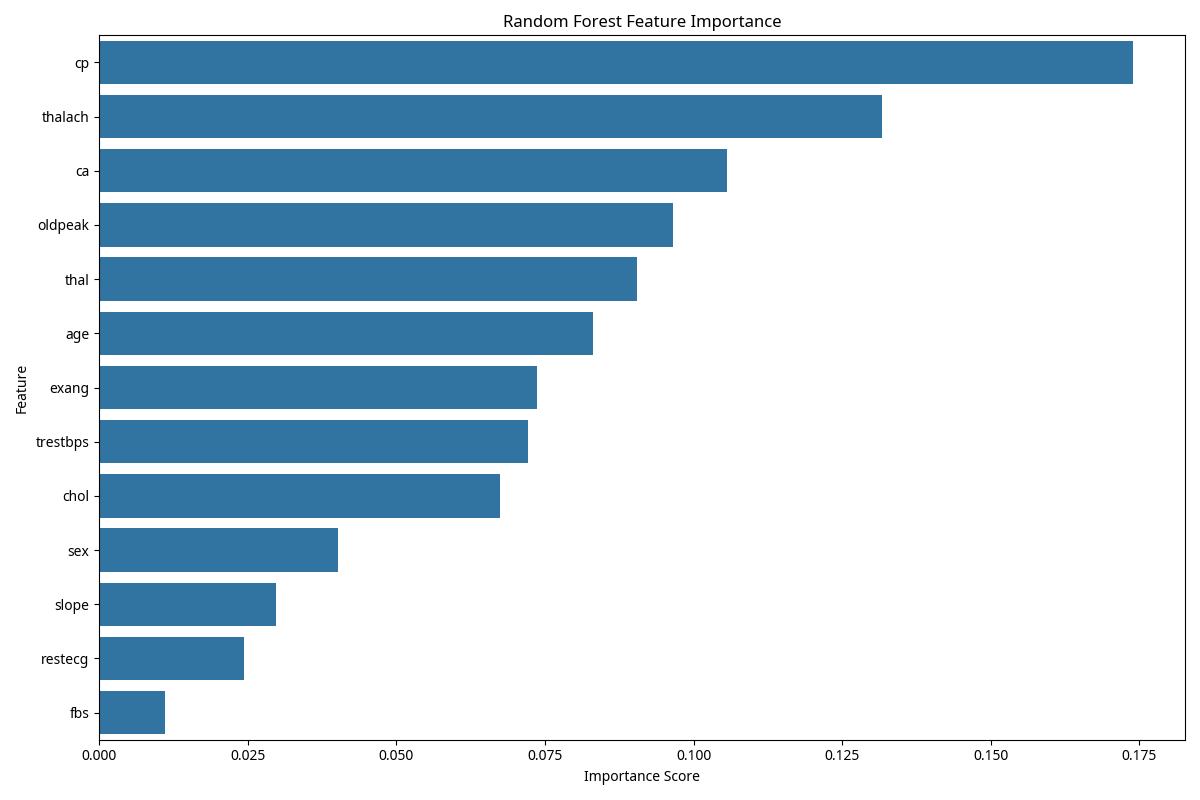 Random Forest Feature Importance
cp
thalach
ca
oldpeak
thal
age
exang
trestbps
chol
sex
slope
restecg
fbs
Feature
0.000 0.025 0.050 0.075 0.100 0.125 0.150 0.175
Importance Score